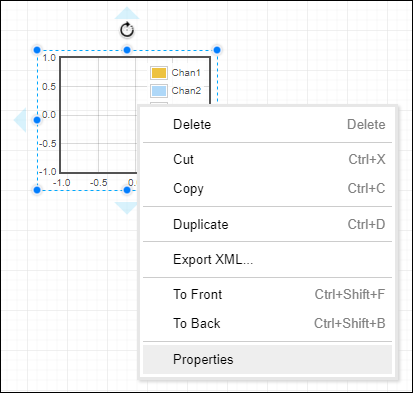 1.0
Chan1
0.5
Chan2
0.0
-0.5
-1.0
-1.0 -0.5 0.
Delete Delete
Cut Ctrl+X
Copy Ctrl+C
Duplicate Ctrl+D
Export XML...
To Front Ctrl+Shift+F
To Back Ctrl+Shift+B
Properties